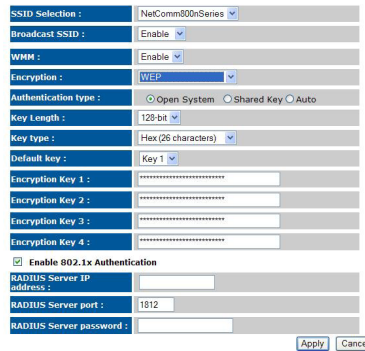 SSID Selection : NetComm800nSeries
Broadcast SSID : Enable
WMM : Enable
Encryption : WEP
Authentication type : Open System Shared Key Auto
Key Length : 128-bit
Key type : Hex (26 characters)
Default key : Key 1
Encryption Key 1 : **************************
Encryption Key 2 : **************************
Encryption Key 3 : **************************
Encryption Key 4 : **************************
Enable 802.1x Authentication
RADIUS Server IP
address :
RADIUS Server port : 1812
RADIUS Server password :
Apply Cance